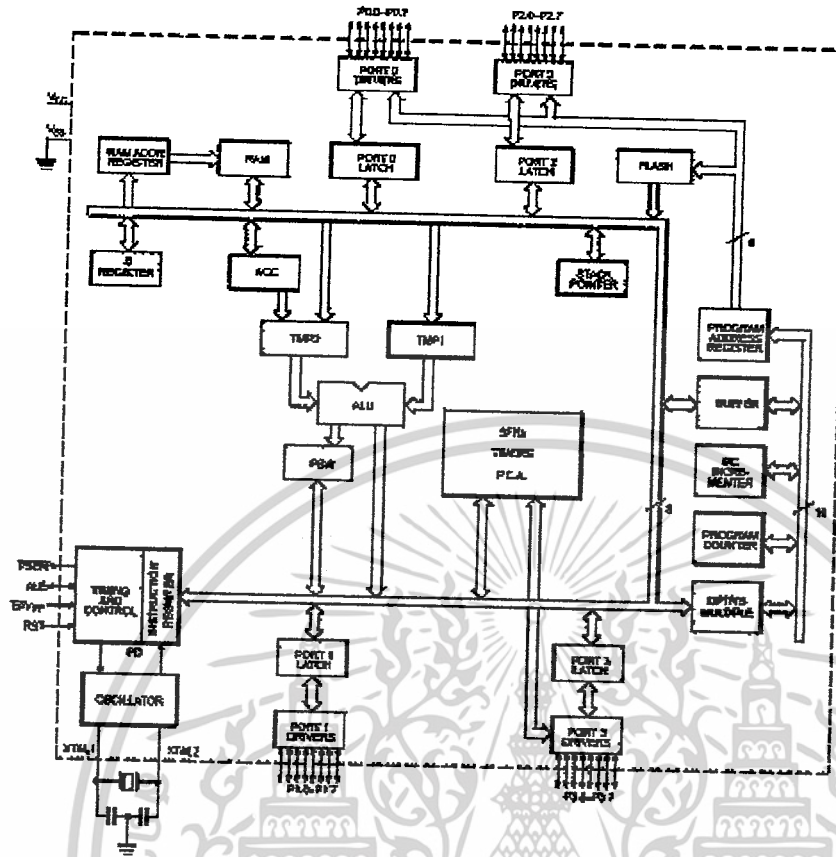 P0.0-P0.7
P2.0-P2.7
PORT 0
DRIVERS
PORT 2
DRIVERS
VCC
VSS
RAM ADDR
REGISTER
RAM
PORT 0
LATCH
PORT 2
LATCH
FLASH
8
B
REGISTER
ACC
STACK
POINTER
PROGRAM
ADDRESS
REGISTER
TMP2
TMP1
ALU
BUFFER
SFRs
TIMERS
P.C.A.
PSW
PC
INCRE-
MENTER
8
16
PROGRAM
COUNTER
PSEN
ALE
EA/VPP
RST
TIMING
AND
CONTROL
INSTRUCTION
REGISTER
PD
PORT 1
LATCH
PORT 3
LATCH
OSCILLATOR
PORT 1
DRIVERS
PORT 3
DRIVERS
XTAL1
XTAL2
P1.0-P1.7
P3.0-P3.7